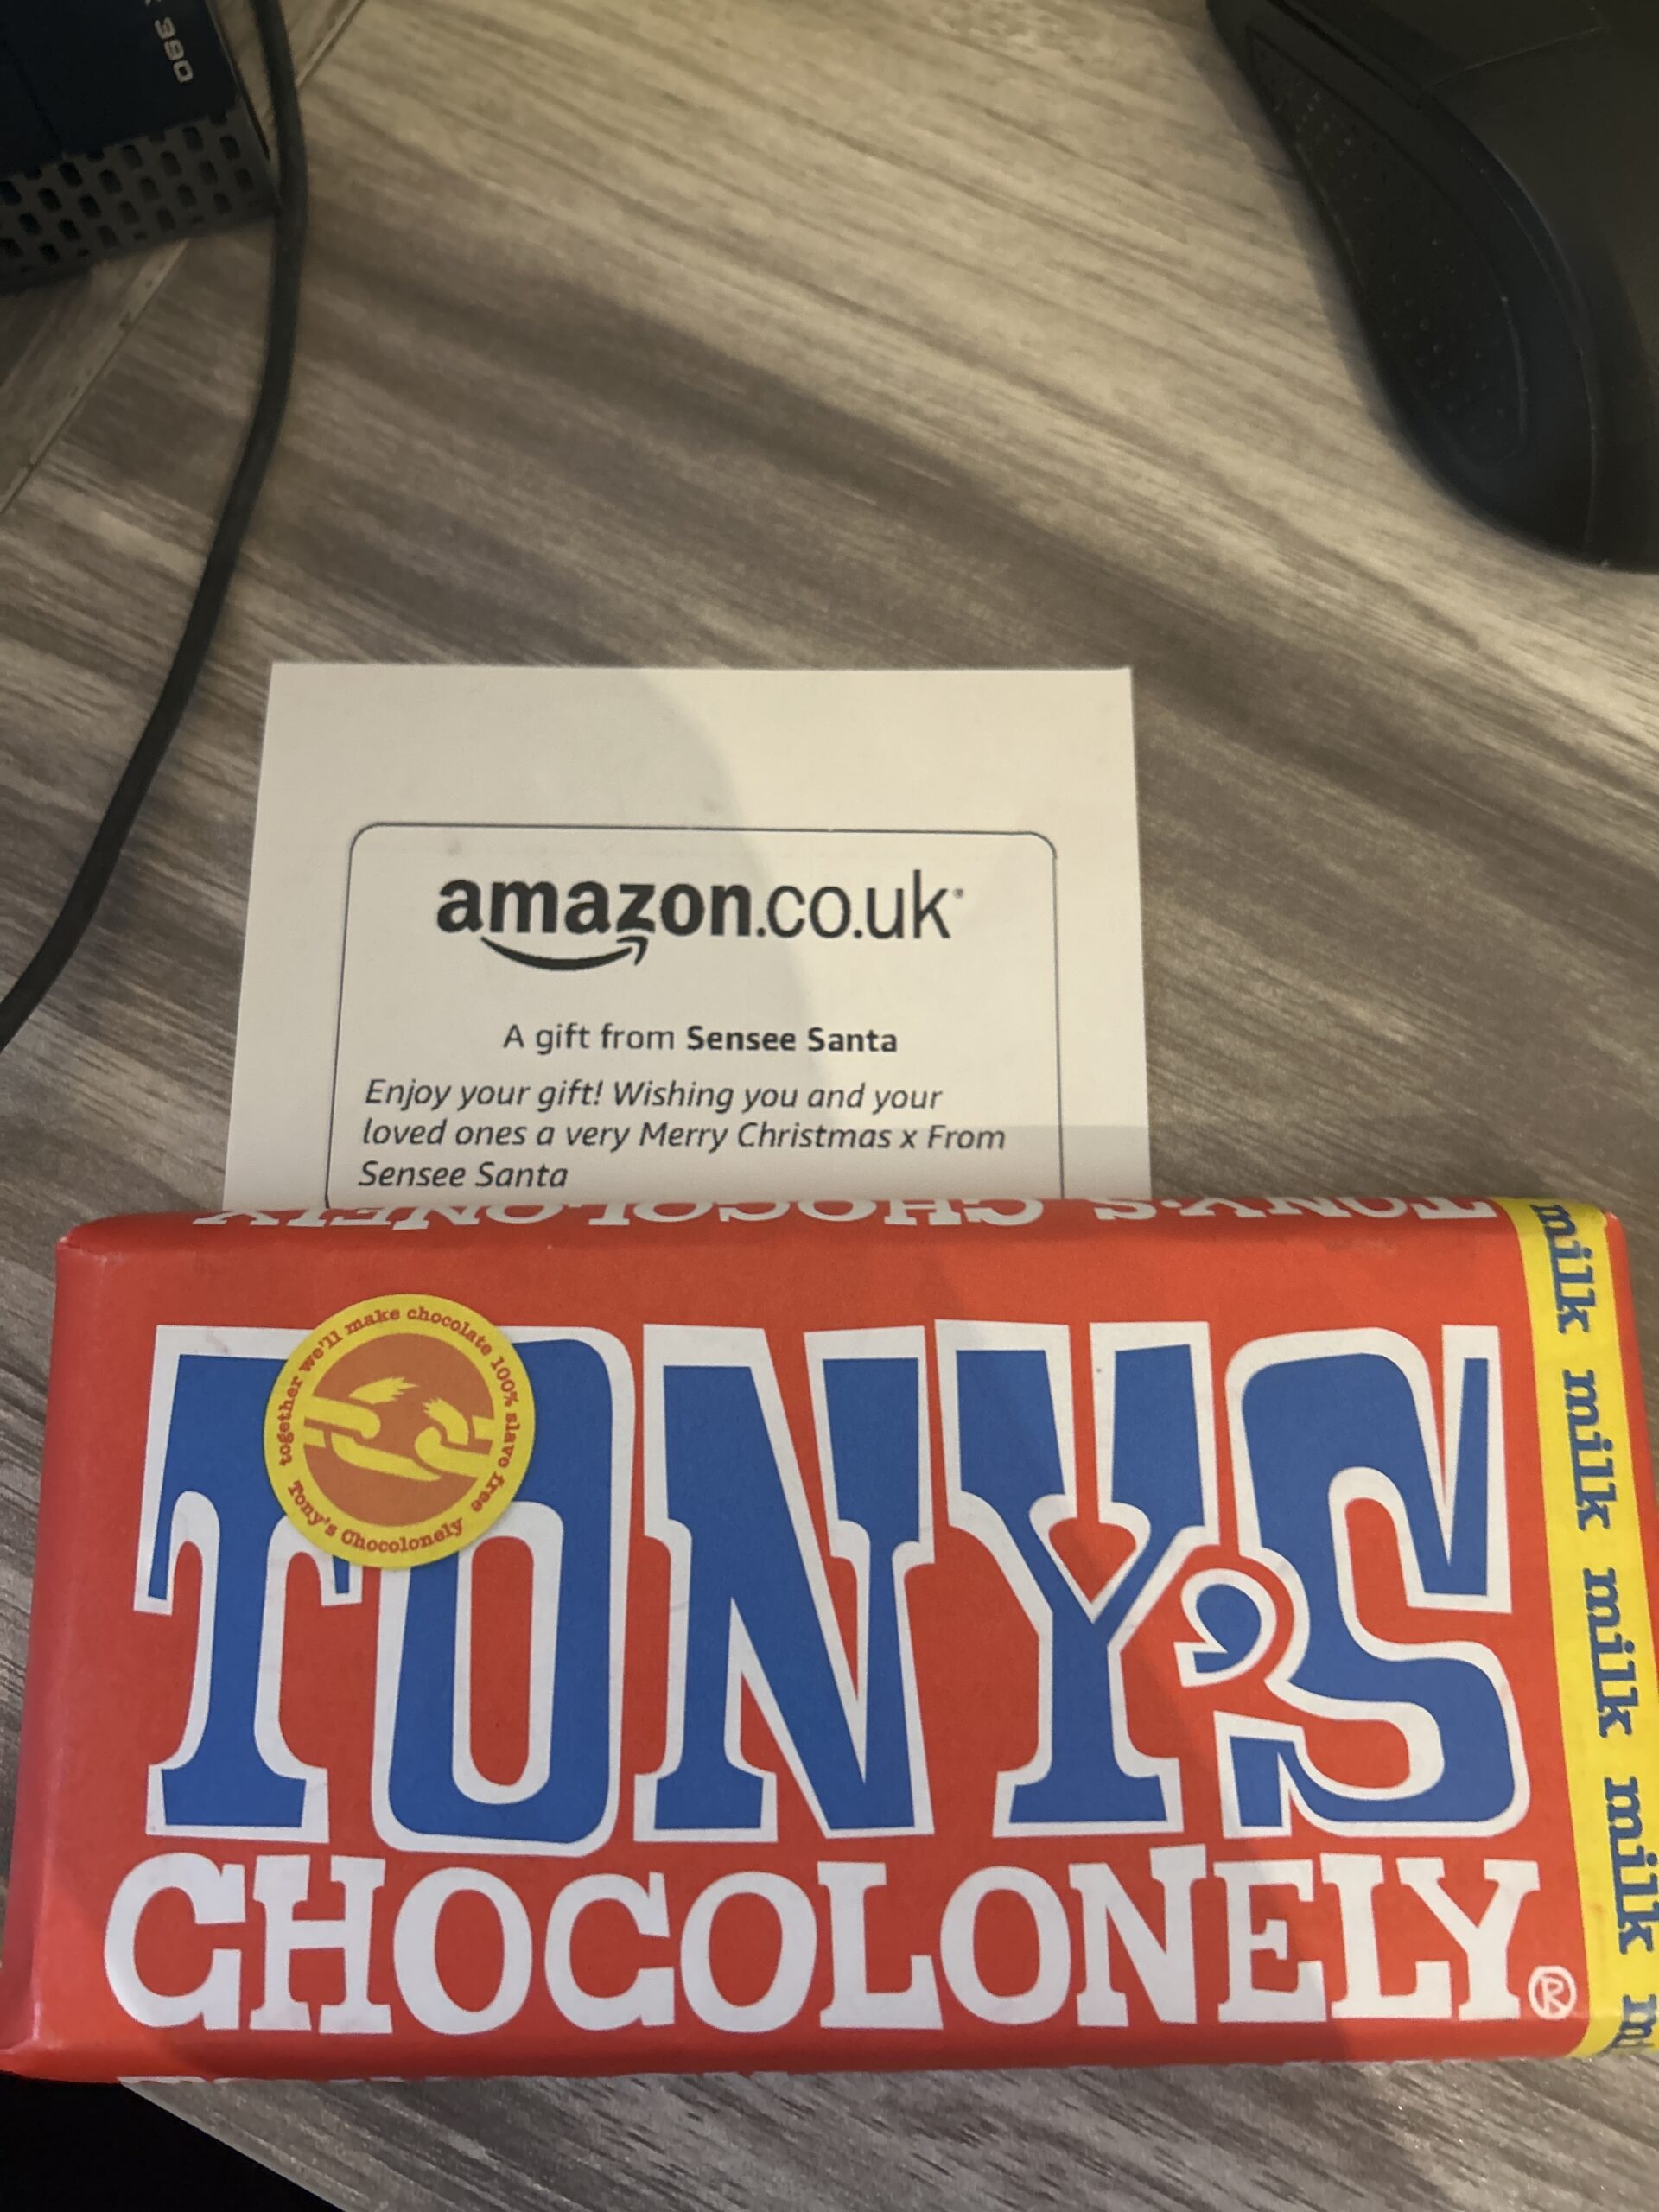 990
amazon.co.uk
A gift from Sensee Santa
Enjoy your gift! Wishing you and your
loved ones a very Merry Christmas x From
Sensee Santa
TONY'S CHOCOLONELY
together we'll make chocolate 100% slave free
Tony's Chocolonely
TONY'S
CHOCOLONELY®
milk milk milk milk